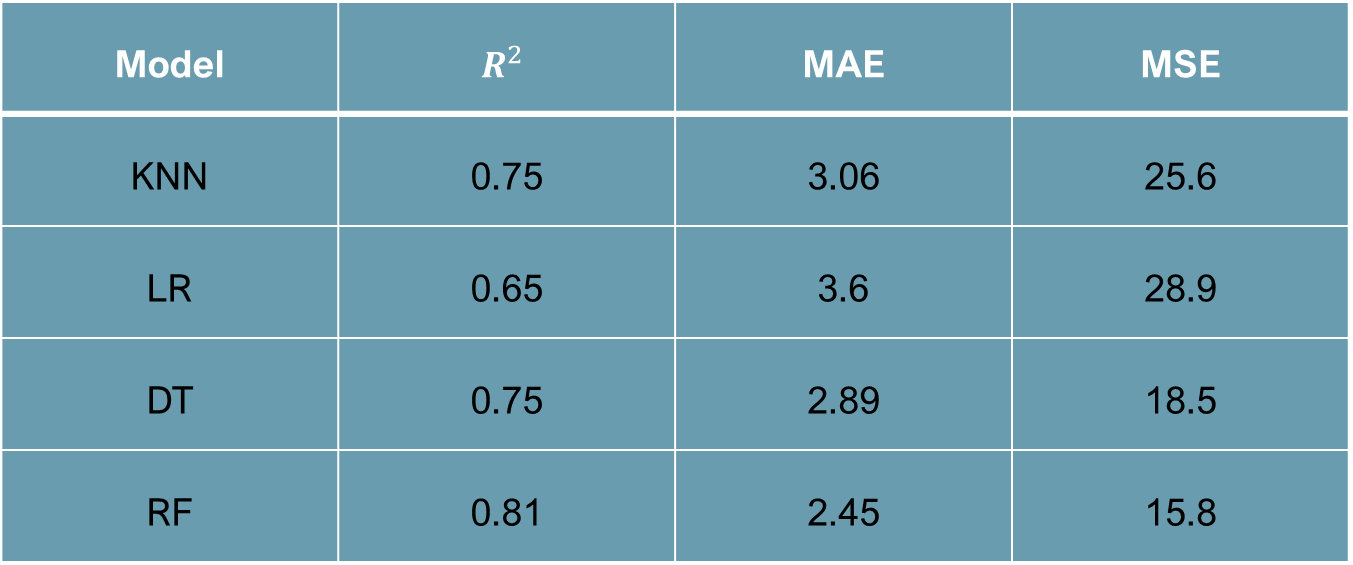 Model R² MAE MSE
KNN 0.75 3.06 25.6
LR 0.65 3.6 28.9
DT 0.75 2.89 18.5
RF 0.81 2.45 15.8